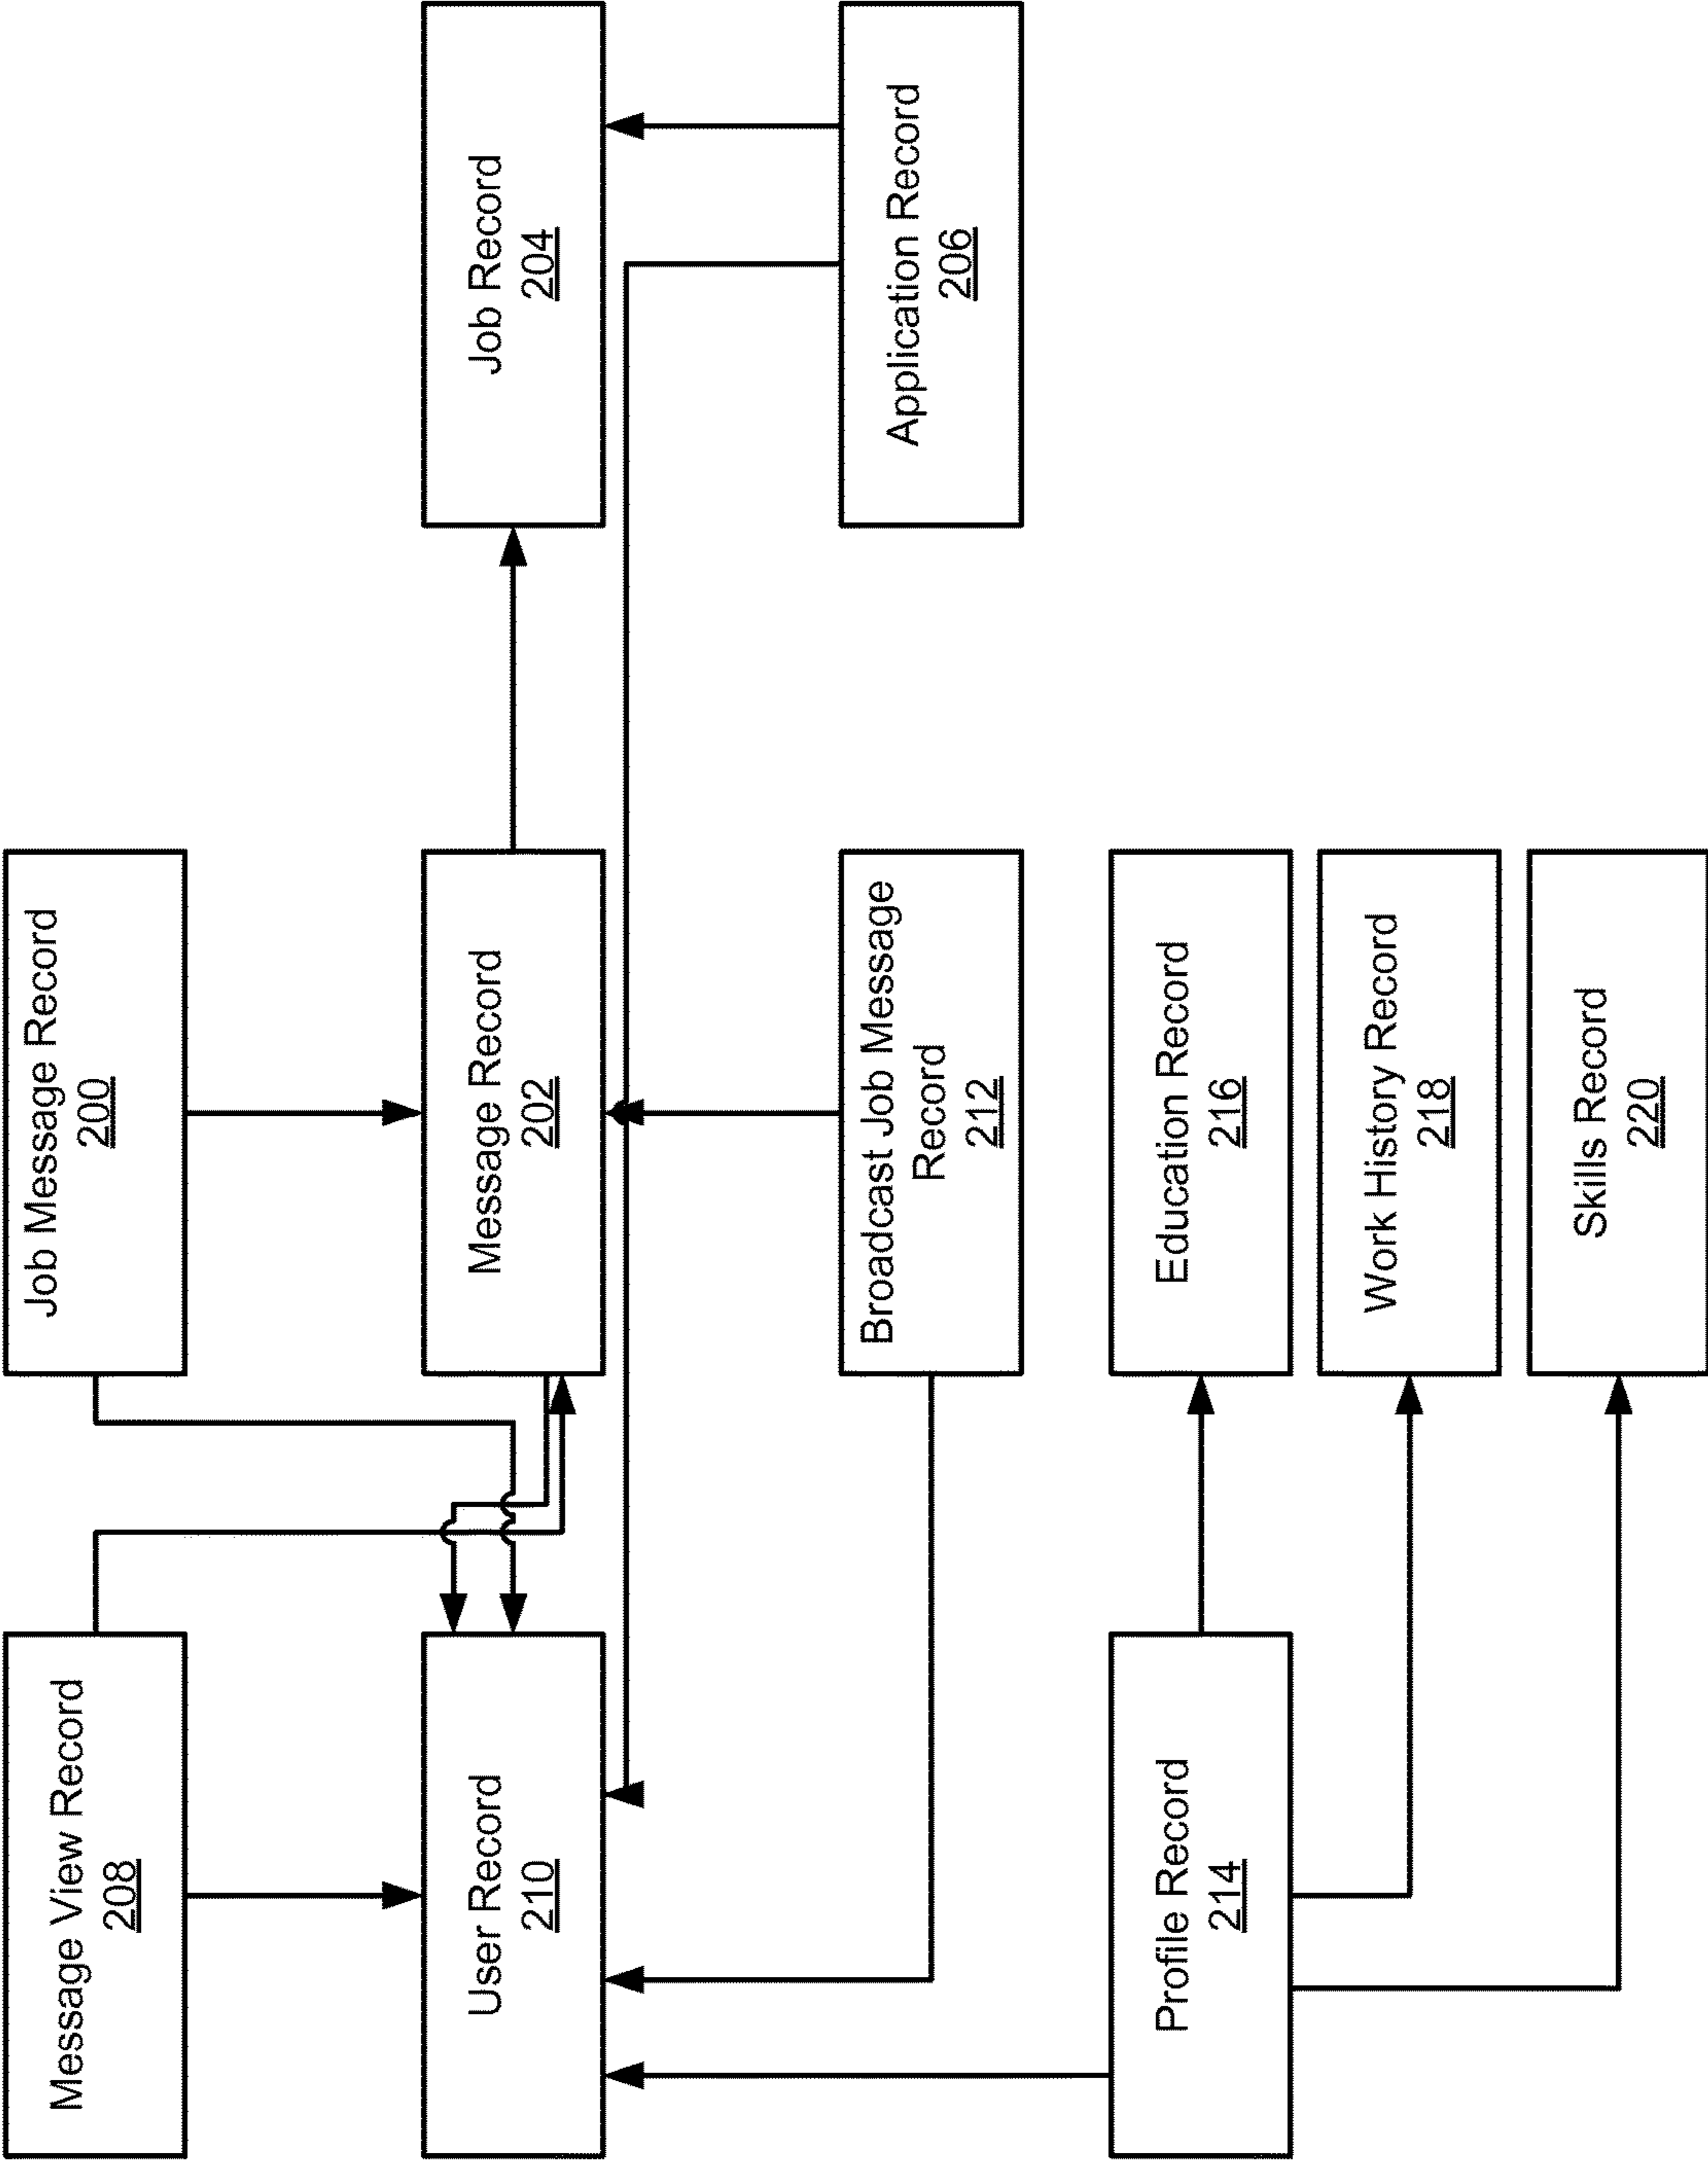 Message View Record
208
Job Message Record
200
User Record
210
Message Record
202
Job Record
204
Broadcast Job Message
Record
212
Application Record
206
Profile Record
214
Education Record
216
Work History Record
218
Skills Record
220